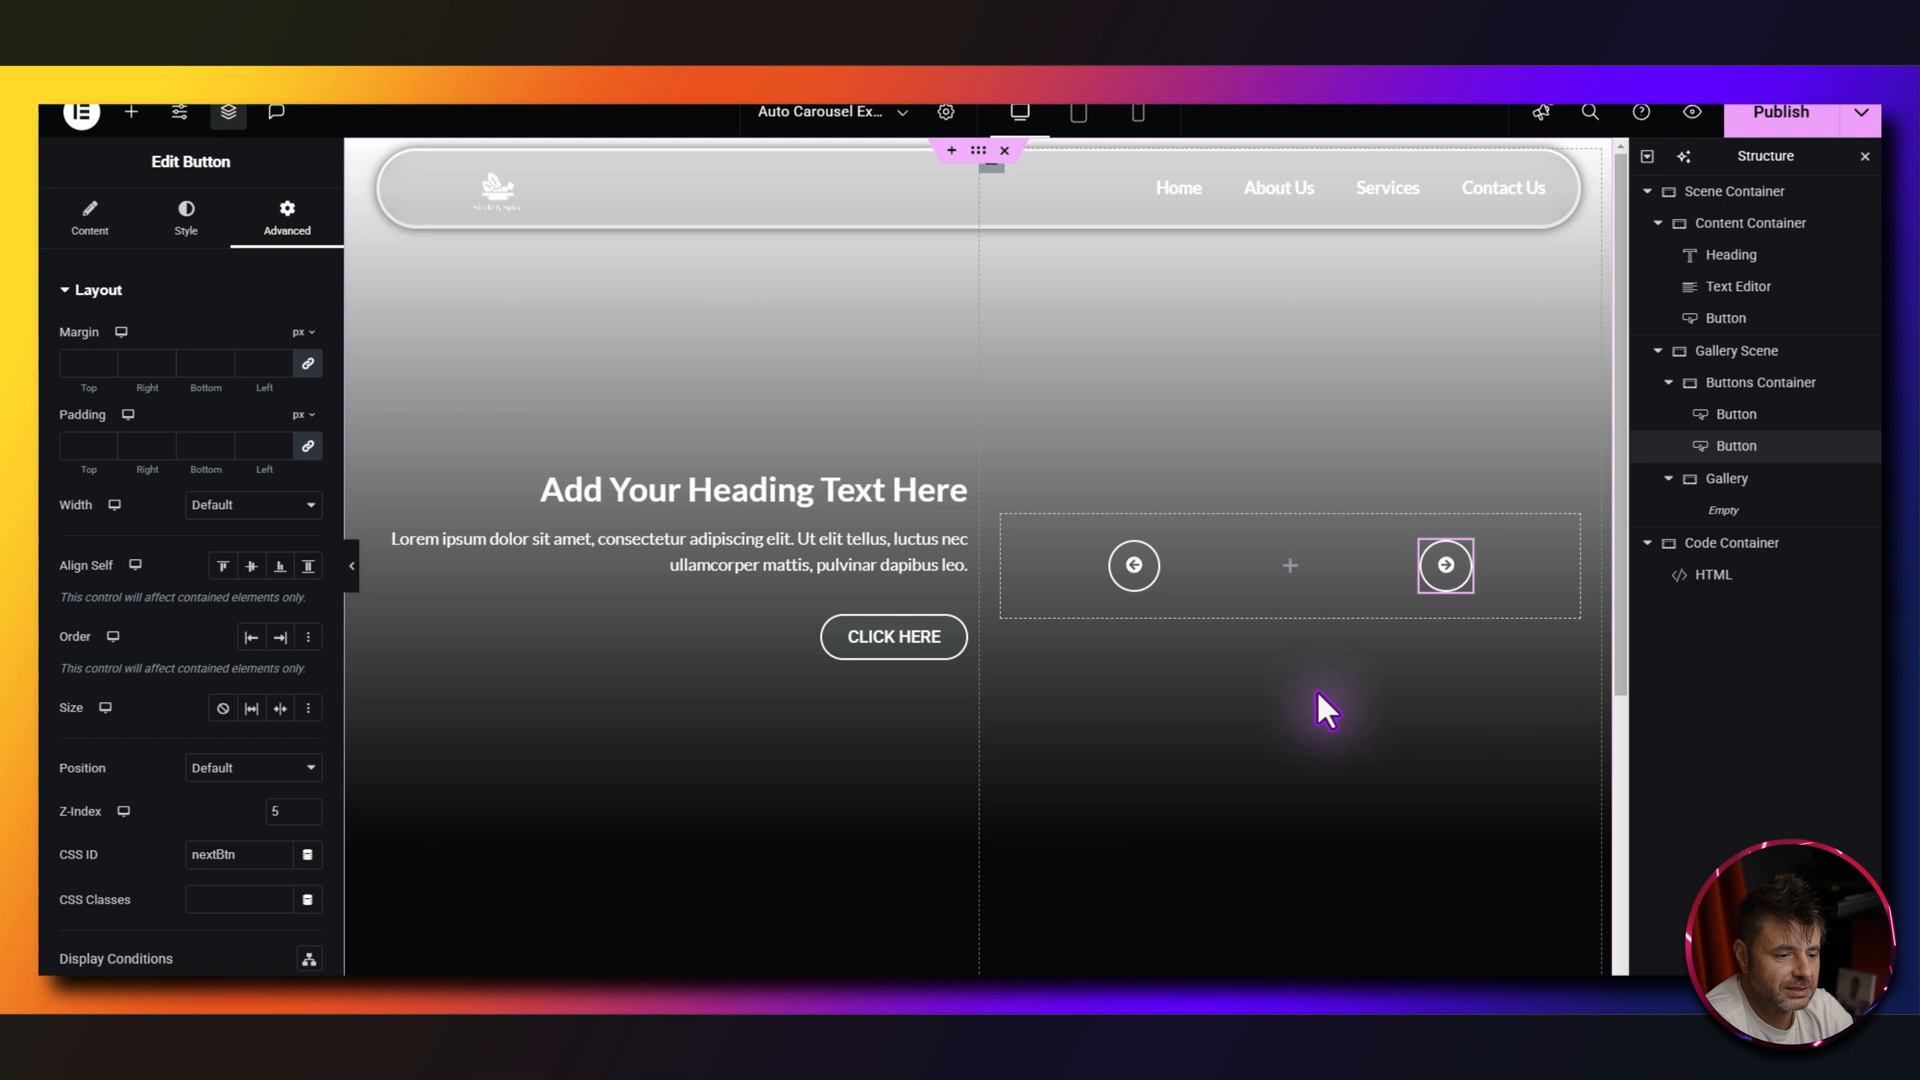 Auto Carousel Ex...
Publish
Edit Button
Content
Style
Advanced
Layout
Margin
px
Top
Right
Bottom
Left
Padding
px
Top
Right
Bottom
Left
Width
Default
Align Self
This control will affect contained elements only.
Order
This control will affect contained elements only.
Size
Position
Default
Z-Index
5
CSS ID
nextBtn
CSS Classes
Display Conditions
Sizzle & Spice
Home
About Us
Services
Contact Us
Add Your Heading Text Here
Lorem ipsum dolor sit amet, consectetur adipiscing elit. Ut elit tellus, luctus nec
ullamcorper mattis, pulvinar dapibus leo.
CLICK HERE
Structure
Scene Container
Content Container
Heading
Text Editor
Button
Gallery Scene
Buttons Container
Button
Button
Gallery
Empty
Code Container
HTML